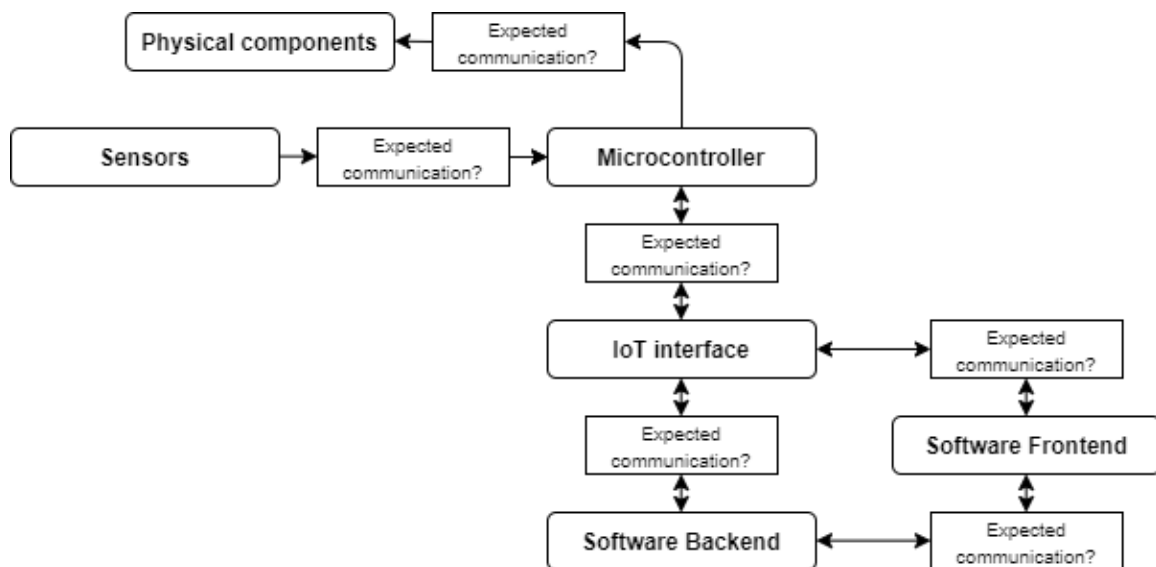 Physical components
Expected
communication?
Sensors
Expected
communication?
Microcontroller
Expected
communication?
IoT interface
Expected
communication?
Expected
communication?
Software Frontend
Software Backend
Expected
communication?